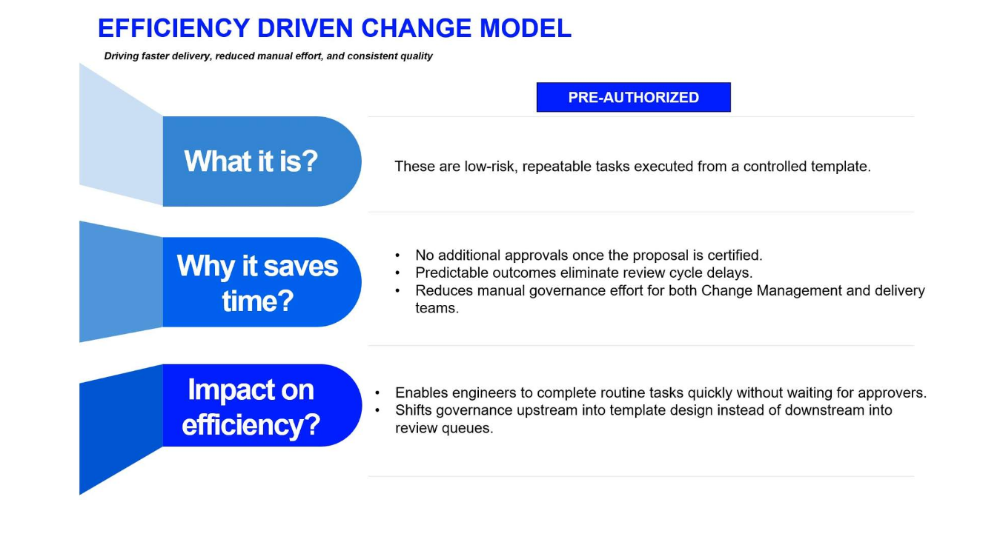 EFFICIENCY DRIVEN CHANGE MODEL
Driving faster delivery, reduced manual effort, and consistent quality
PRE-AUTHORIZED
What it is?
These are low-risk, repeatable tasks executed from a controlled template.
Why it saves
time?
• No additional approvals once the proposal is certified.
• Predictable outcomes eliminate review cycle delays.
• Reduces manual governance effort for both Change Management and delivery
teams.
Impact on
efficiency?
• Enables engineers to complete routine tasks quickly without waiting for approvers.
• Shifts governance upstream into template design instead of downstream into
review queues.